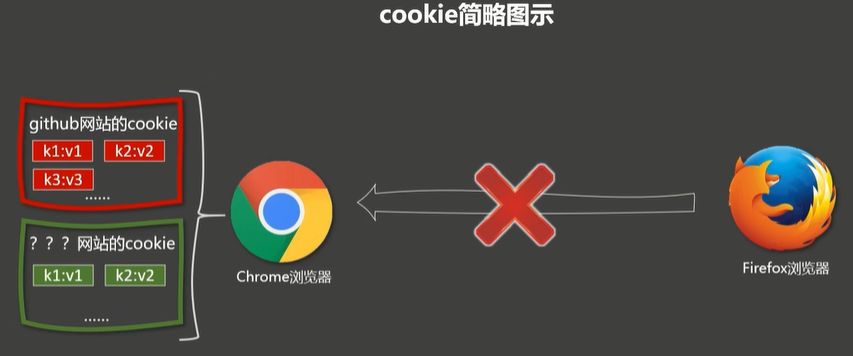 cookie简略图示
github网站的cookie
k1:v1 k2:v2
k3:v3
......
？？？网站的cookie
k1:v1 k2:v2
......
Chrome浏览器
Firefox浏览器